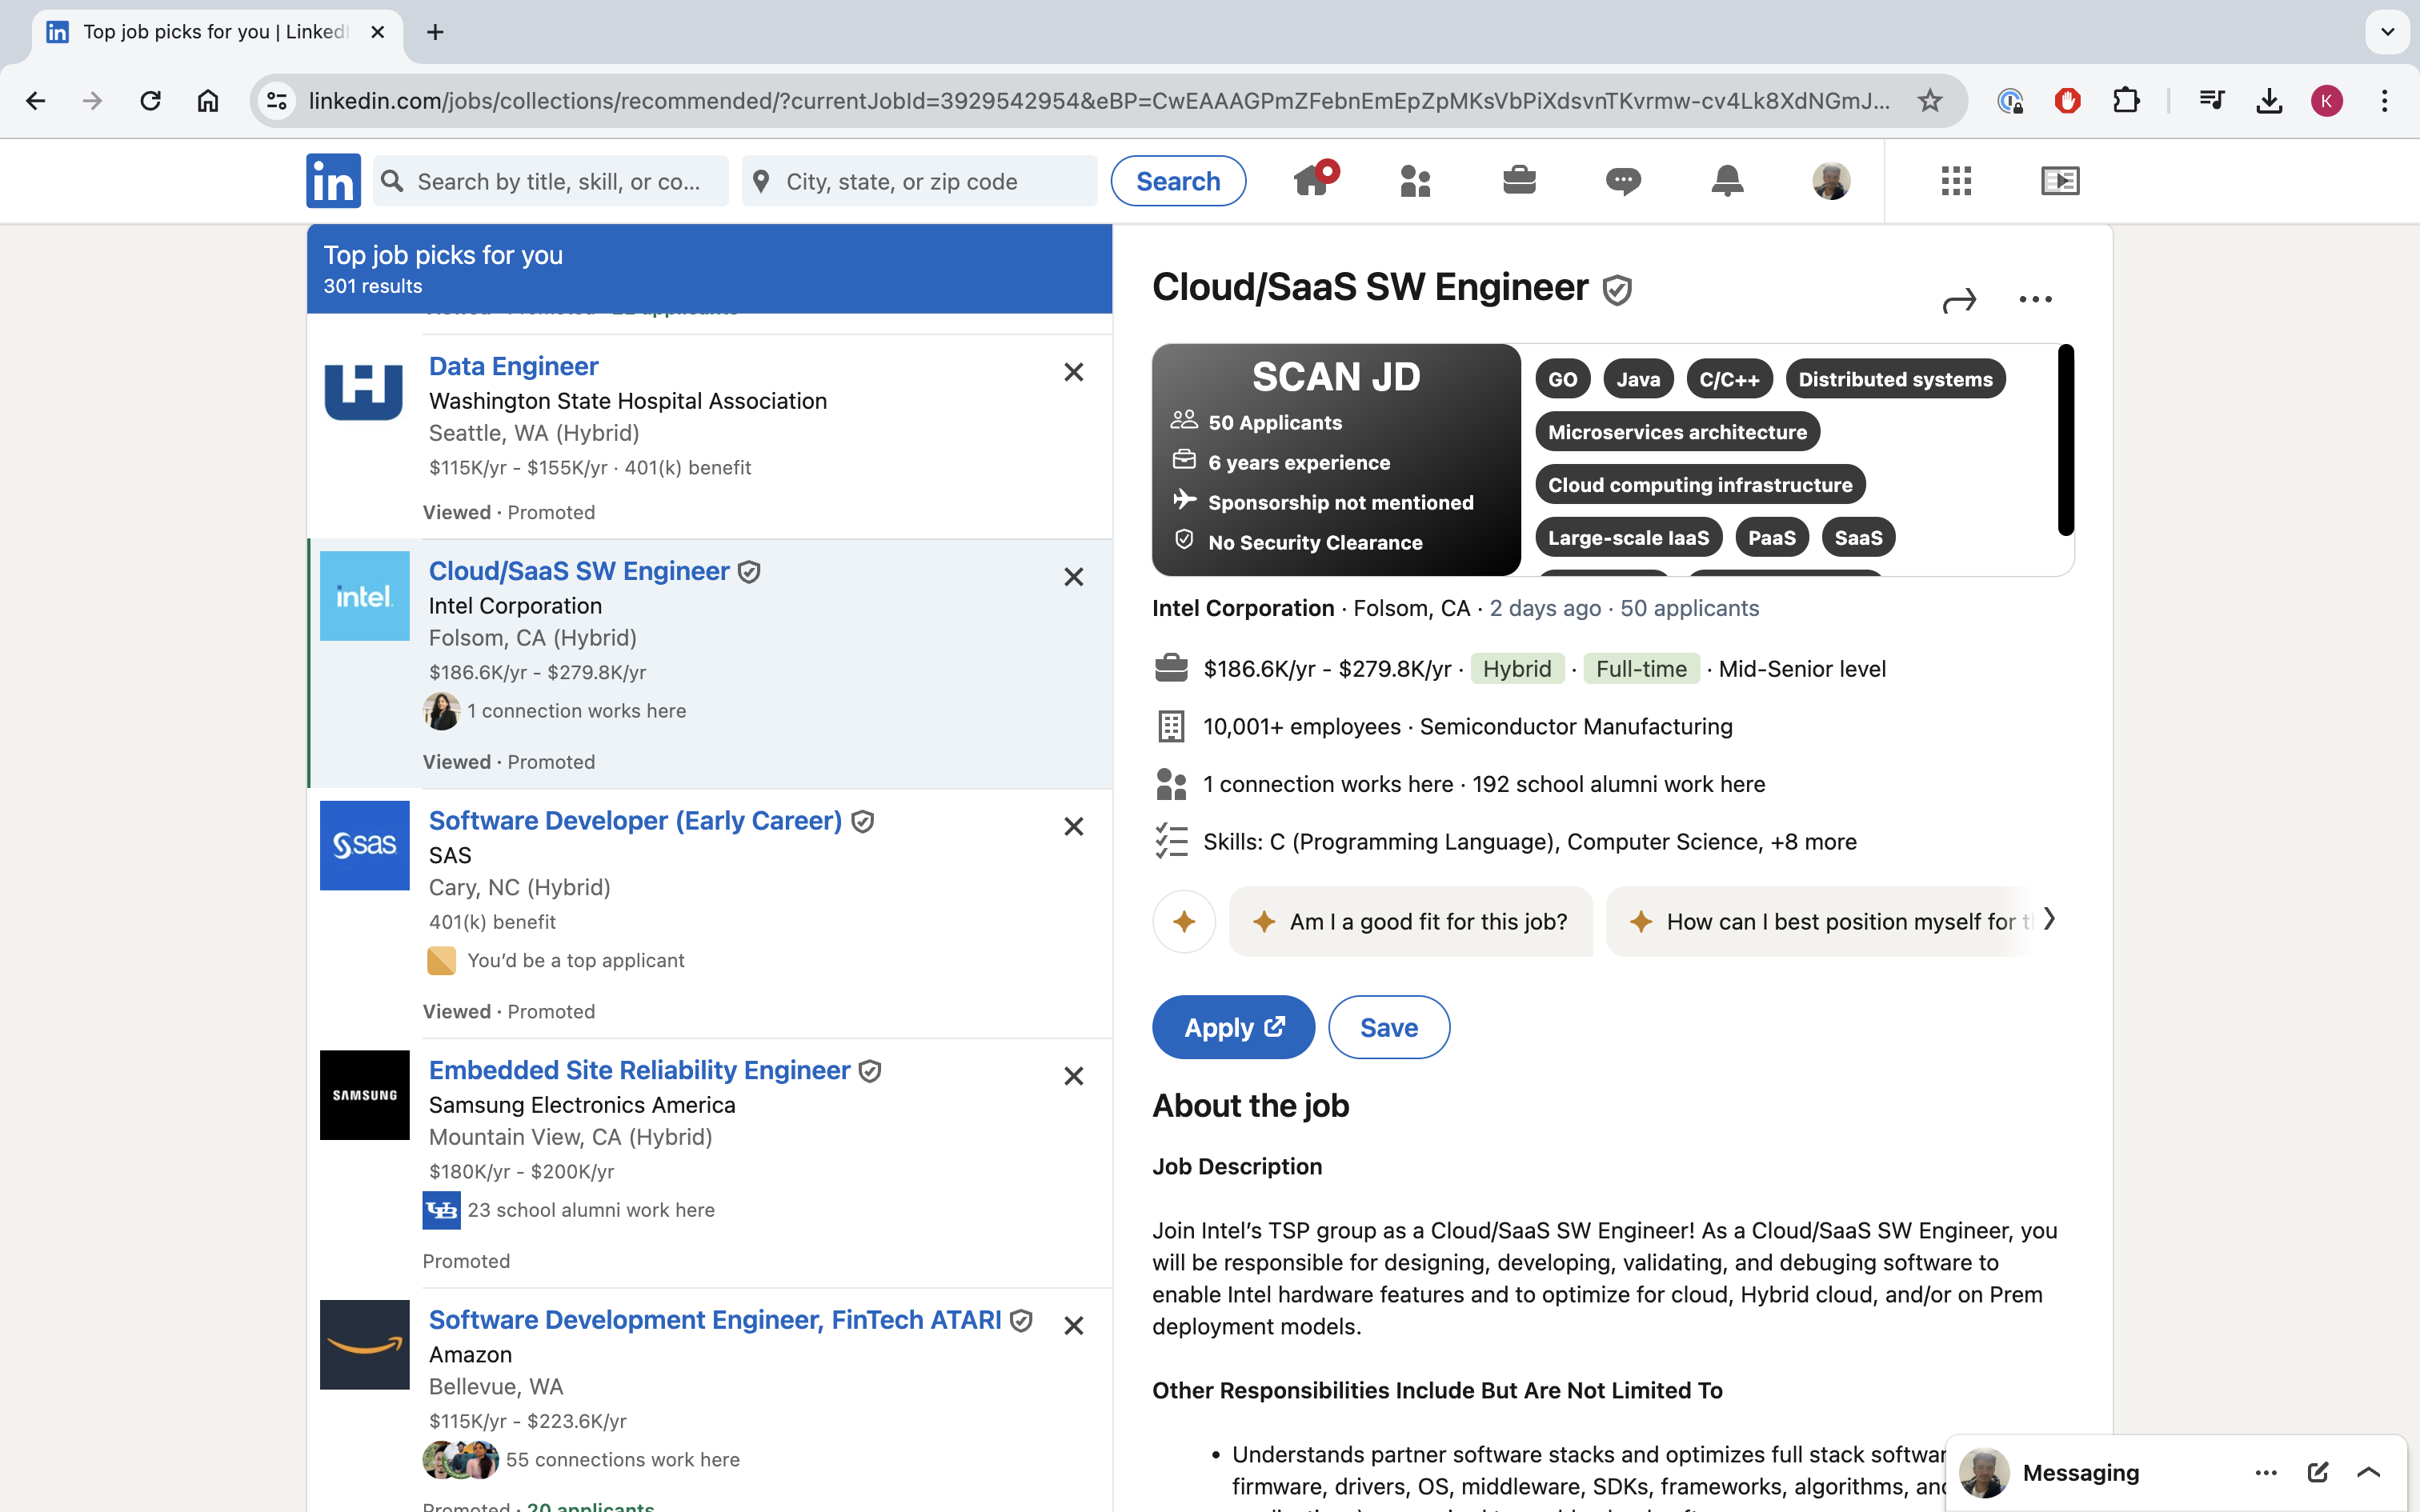 Top job picks for you | Linked
linkedin.com/jobs/collections/recommended/?currentJobId=3929542954&eBP=CwEAAAGPmZFebnEmEpZpMKsVbPiXdsvnTKvrmw-cv4Lk8XdNGmJ...
K
in
Search by title, skill, or co...
City, state, or zip code
Search
Top job picks for you
301 results
Viewed · Promoted · 22 applicants
Data Engineer
Washington State Hospital Association
Seattle, WA (Hybrid)
$115K/yr - $155K/yr · 401(k) benefit
Viewed · Promoted
intel.
Cloud/SaaS SW Engineer
Intel Corporation
Folsom, CA (Hybrid)
$186.6K/yr - $279.8K/yr
1 connection works here
Viewed · Promoted
sas
Software Developer (Early Career)
SAS
Cary, NC (Hybrid)
401(k) benefit
You’d be a top applicant
Viewed · Promoted
SAMSUNG
Embedded Site Reliability Engineer
Samsung Electronics America
Mountain View, CA (Hybrid)
$180K/yr - $200K/yr
23 school alumni work here
Promoted
Software Development Engineer, FinTech ATARI
Amazon
Bellevue, WA
$115K/yr - $223.6K/yr
55 connections work here
Promoted · 20 applicants
Cloud/SaaS SW Engineer
SCAN JD
50 Applicants
6 years experience
Sponsorship not mentioned
No Security Clearance
GO Java C/C++ Distributed systems
Microservices architecture
Cloud computing infrastructure
Large-scale IaaS PaaS SaaS
Intel Corporation · Folsom, CA · 2 days ago · 50 applicants
$186.6K/yr - $279.8K/yr · Hybrid · Full-time · Mid-Senior level
10,001+ employees · Semiconductor Manufacturing
1 connection works here · 192 school alumni work here
Skills: C (Programming Language), Computer Science, +8 more
Am I a good fit for this job?
How can I best position myself for
Apply
Save
About the job
Job Description
Join Intel’s TSP group as a Cloud/SaaS SW Engineer! As a Cloud/SaaS SW Engineer, you
will be responsible for designing, developing, validating, and debuging software to
enable Intel hardware features and to optimize for cloud, Hybrid cloud, and/or on Prem
deployment models.
Other Responsibilities Include But Are Not Limited To
• Understands partner software stacks and optimizes full stack softwar
firmware, drivers, OS, middleware, SDKs, frameworks, algorithms, and
Messaging